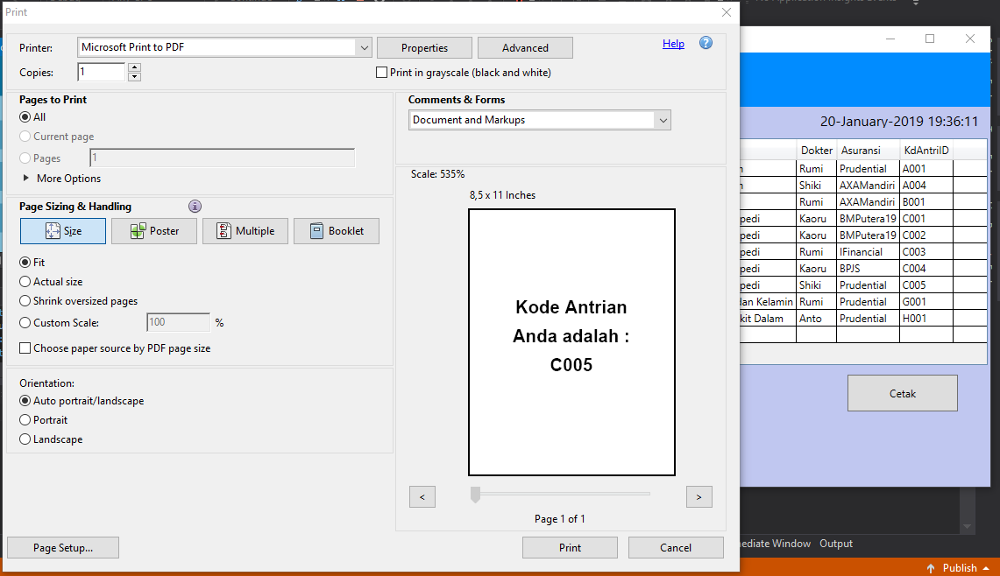 Print
Printer:
Microsoft Print to PDF
Properties
Advanced
Help
?
Copies:
1
Print in grayscale (black and white)
Pages to Print
All
Current page
Pages
1
More Options
Comments & Forms
Document and Markups
Page Sizing & Handling
Size
Poster
Multiple
Booklet
Fit
Actual size
Shrink oversized pages
Custom Scale:
100
%
Choose paper source by PDF page size
Orientation:
Auto portrait/landscape
Portrait
Landscape
Scale: 535%
8,5 x 11 Inches
Kode Antrian
Anda adalah :
C005
<
>
Page 1 of 1
Page Setup...
Print
Cancel
20-January-2019 19:36:11
Dokter Asuransi KdAntriID
Rumi Prudential A001
Shiki AXAMandiri A004
Rumi AXAMandiri B001
pedi Kaoru BMPutera19 C001
pedi Kaoru BMPutera19 C002
pedi Rumi IFinancial C003
pedi Kaoru BPJS C004
pedi Shiki Prudential C005
dan Kelamin Rumi Prudential G001
kit Dalam Anto Prudential H001
Cetak
mediate Window Output
Publish